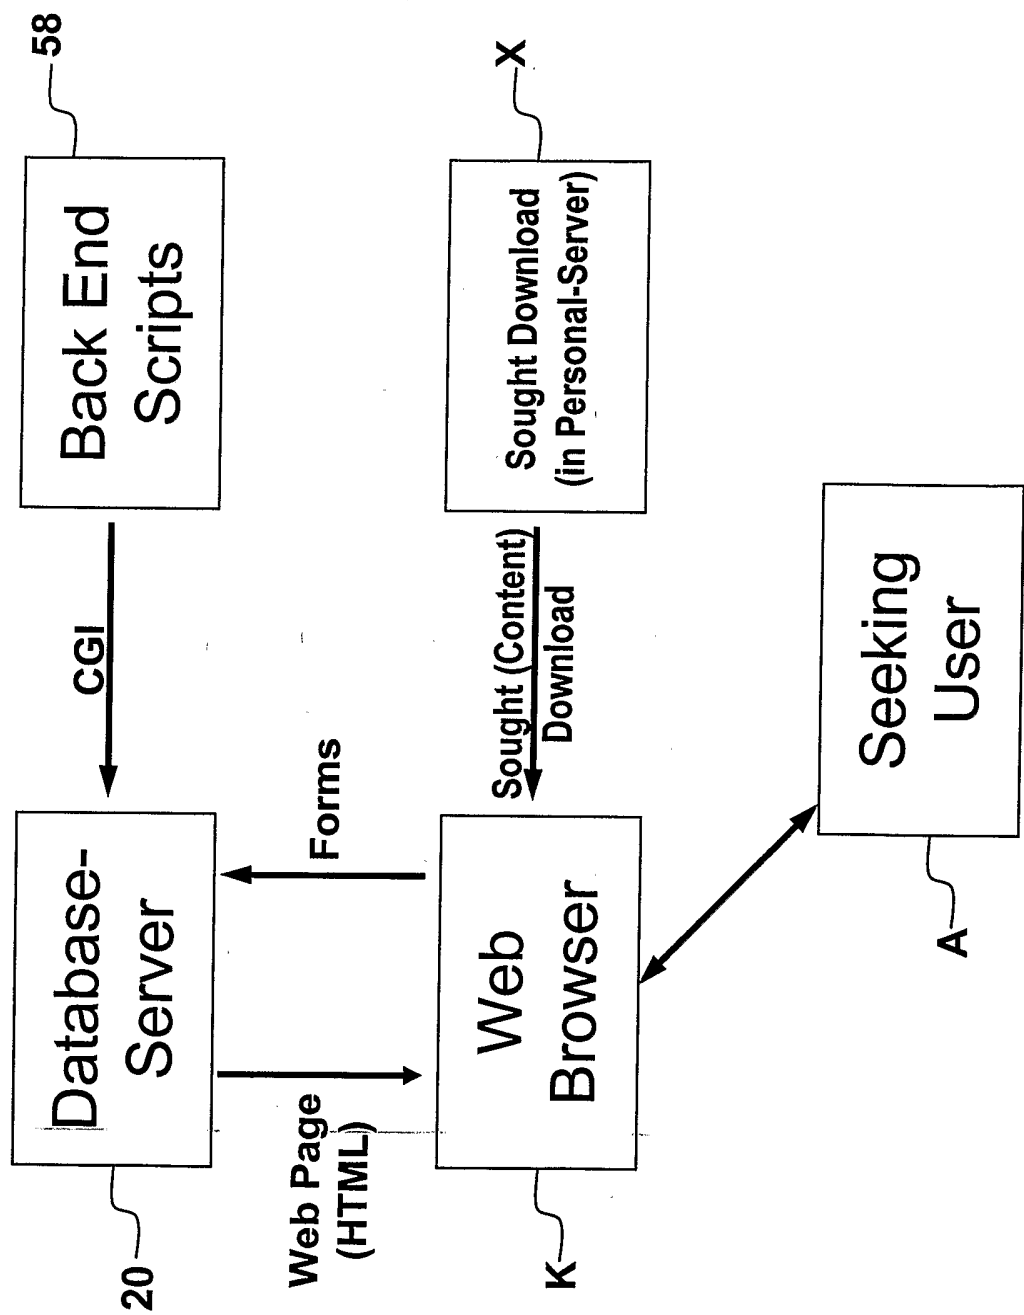 20
Database-
Server
CGI
Back End
Scripts
58
Web Page
(HTML)
Forms
K
Web
Browser
Sought (Content)
Download
Sought Download
(in Personal-Server)
X
A
Seeking
User